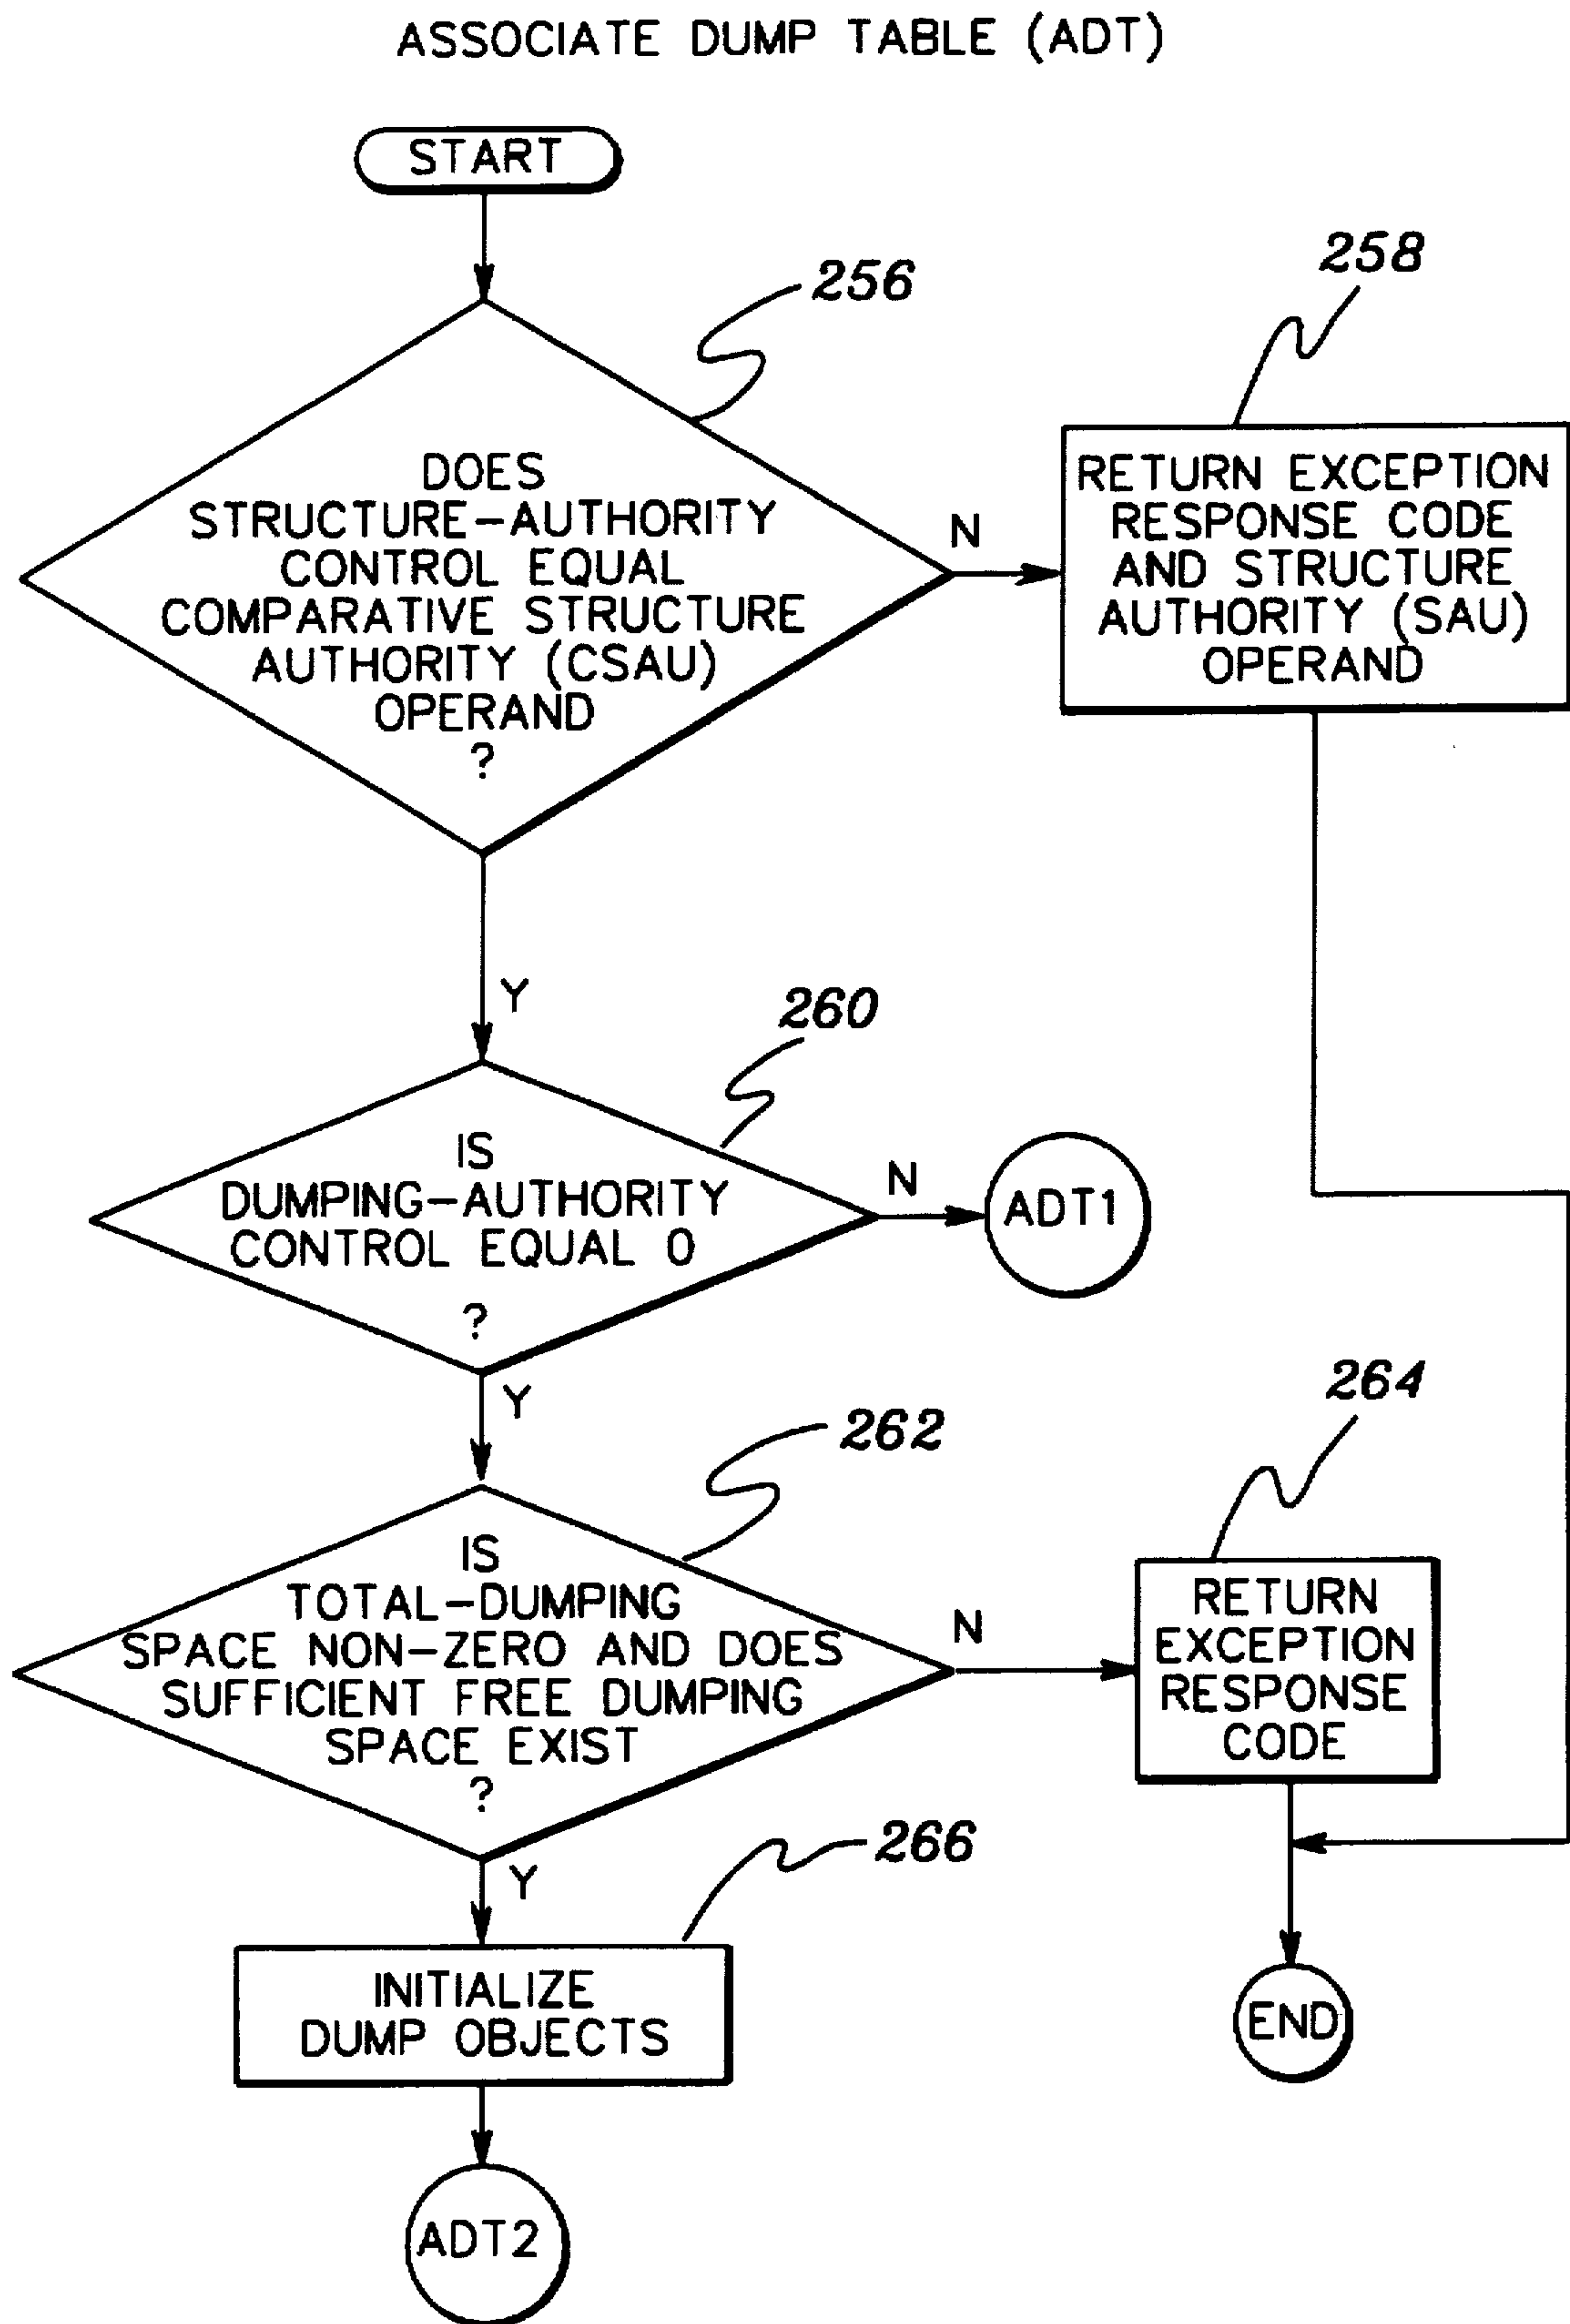 ASSOCIATE DUMP TABLE (ADT)
START
256
258
DOES
STRUCTURE-AUTHORITY
CONTROL EQUAL
COMPARATIVE STRUCTURE
AUTHORITY (CSAU)
OPERAND
?
N
RETURN EXCEPTION
RESPONSE CODE
AND STRUCTURE
AUTHORITY (SAU)
OPERAND
Y
260
IS
DUMPING-AUTHORITY
CONTROL EQUAL 0
?
N
ADT1
Y
262
264
IS
TOTAL-DUMPING
SPACE NON-ZERO AND DOES
SUFFICIENT FREE DUMPING
SPACE EXIST
?
N
RETURN
EXCEPTION
RESPONSE
CODE
Y
266
INITIALIZE
DUMP OBJECTS
END
ADT2